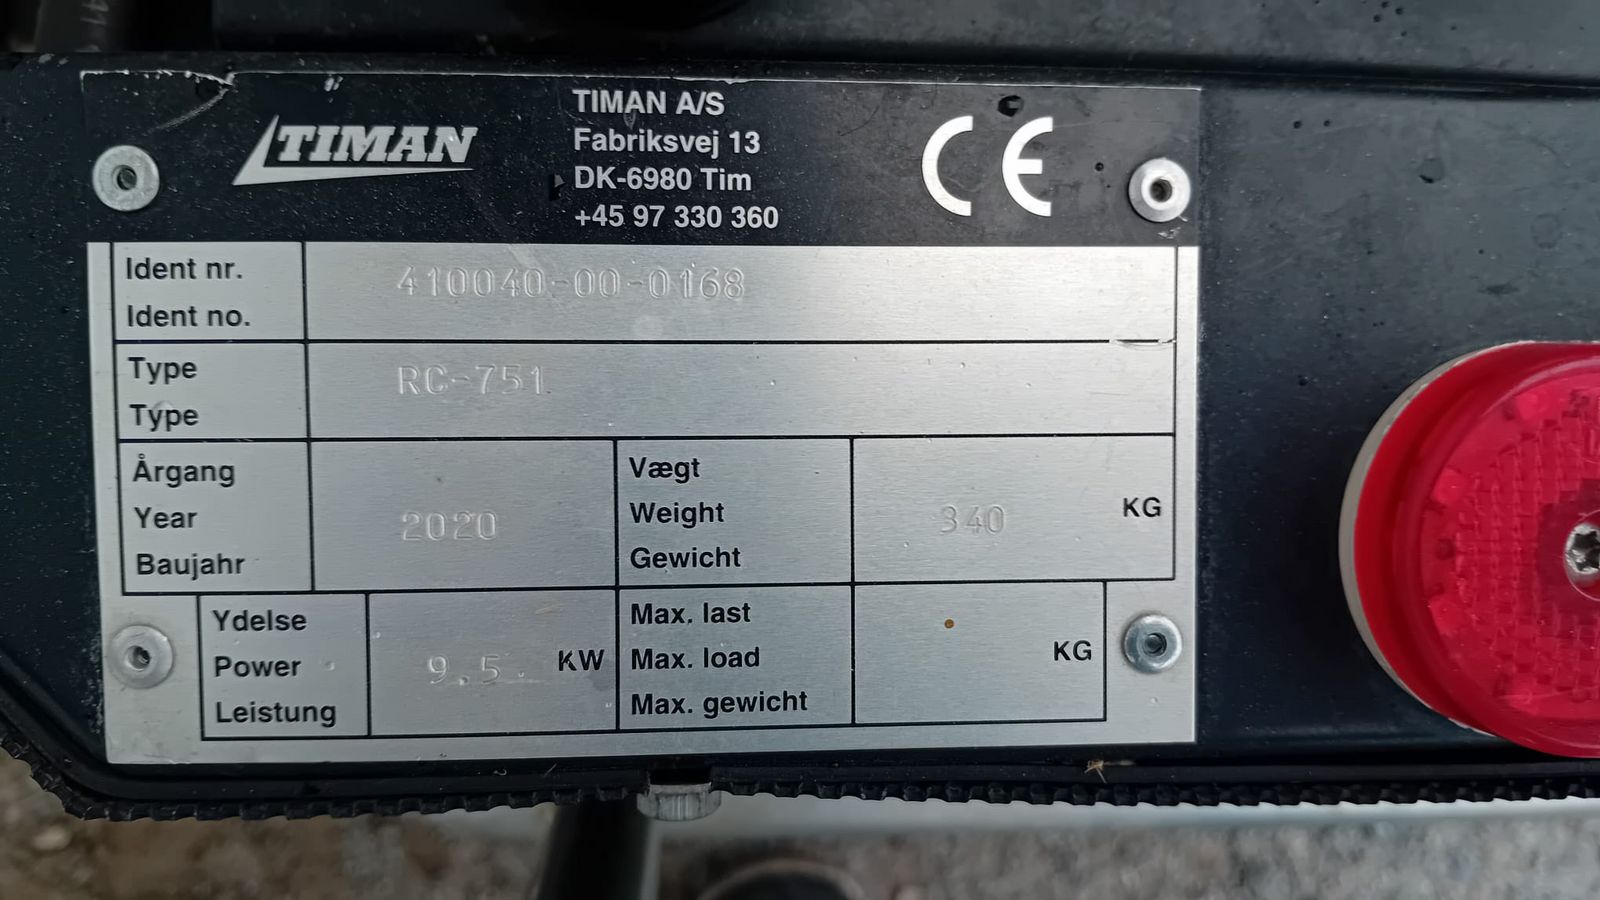 TIMAN
TIMAN A/S
Fabriksvej 13
DK-6980 Tim
+45 97 330 360
CE
Ident nr.
Ident no.
410040-00-0168
Type
Type
RC-751
Årgang
Year
Baujahr
2020
Vægt
Weight
Gewicht
340
KG
Ydelse
Power
Leistung
9.5
KW
Max. last
Max. load
Max. gewicht
KG